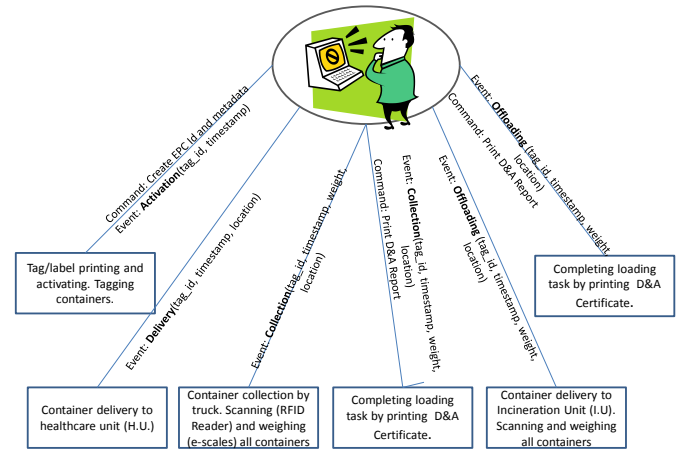 Command: Create EPC Id and metadata
Event: Activation(tag_id, timestamp)
Event: Delivery(tag_id, timestamp, location)
Event: Collection(tag_id, timestamp, weight,
location)
Command: Print D&A Report
Event: Collection(tag_id, timestamp, weight,
location)
Event: Offloading (tag_id, timestamp, weight,
location)
Event: Offloading (tag_id, timestamp, weight,
location)
Command: Print D&A Report
Tag/label printing and
activating. Tagging
containers.
Completing loading
task by printing D&A
Certificate.
Container delivery to
healthcare unit (H.U.)
Container collection by
truck. Scanning (RFID
Reader) and weighing
(e-scales) all containers
Completing loading
task by printing D&A
Certificate.
Container delivery to
Incineration Unit (I.U).
Scanning and weighing
all containers